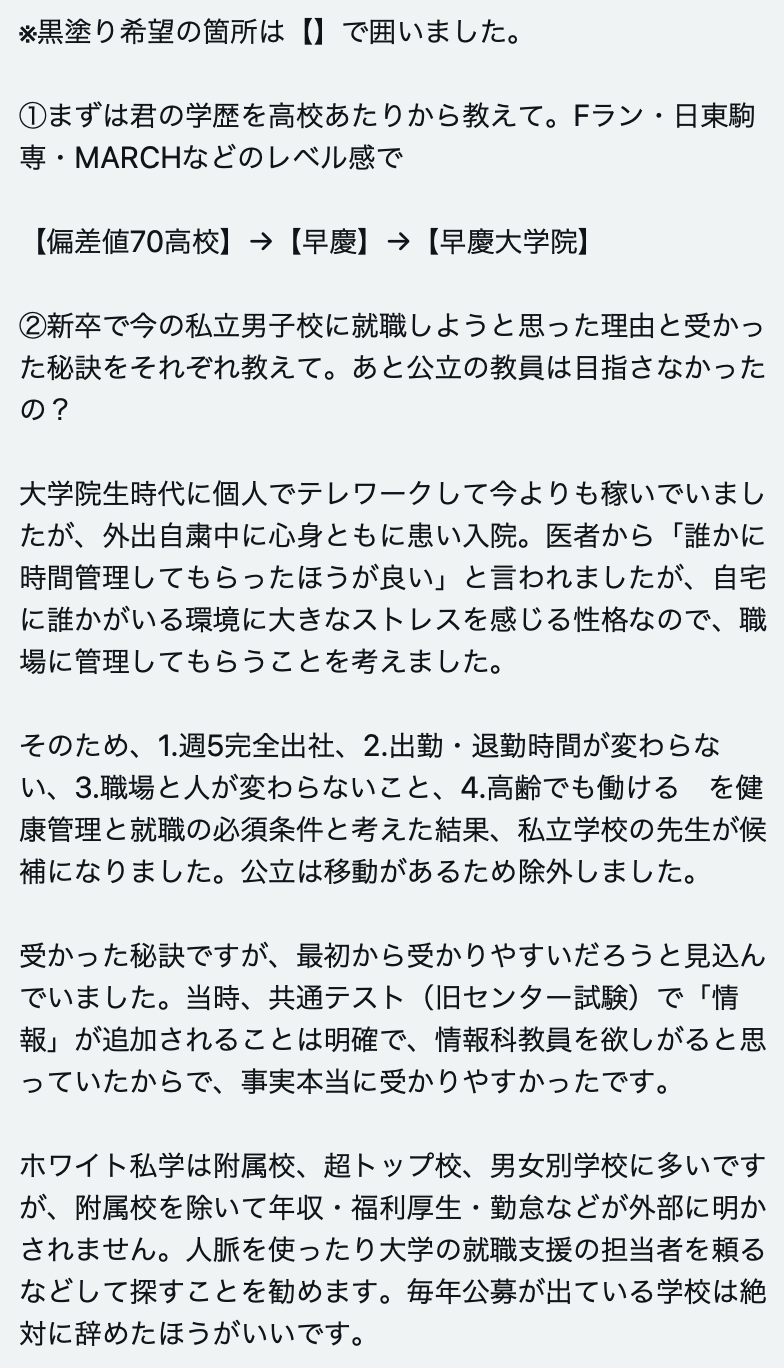 ※黒塗り希望の箇所は【】で囲いました。
①まずは君の学歴を高校あたりから教えて。Fラン・日東駒
専・MARCHなどのレベル感で
【偏差値70高校】→【早慶】→【早慶大学院】
②新卒で今の私立男子校に就職しようと思った理由と受かっ
た秘訣をそれぞれ教えて。あと公立の教員は目指さなかった
の？
大学院生時代に個人でテレワークして今よりも稼いでいまし
たが、外出自粛中に心身ともに患い入院。医者から「誰かに
時間管理してもらったほうが良い」と言われましたが、自宅
に誰かがいる環境に大きなストレスを感じる性格なので、職
場に管理してもらうことを考えました。
そのため、1.週5完全出社、2.出勤・退勤時間が変わらな
い、3.職場と人が変わらないこと、4.高齢でも働ける　を健
康管理と就職の必須条件と考えた結果、私立学校の先生が候
補になりました。公立は移動があるため除外しました。
受かった秘訣ですが、最初から受かりやすいだろうと見込ん
でいました。当時、共通テスト（旧センター試験）で「情
報」が追加されることは明確で、情報科教員を欲しがると思
っていたからで、事実本当に受かりやすかったです。
ホワイト私学は附属校、超トップ校、男女別学校に多いです
が、附属校を除いて年収・福利厚生・勤怠などが外部に明か
されません。人脈を使ったり大学の就職支援の担当者を頼る
などして探すことを勧めます。毎年公募が出ている学校は絶
対に辞めたほうがいいです。